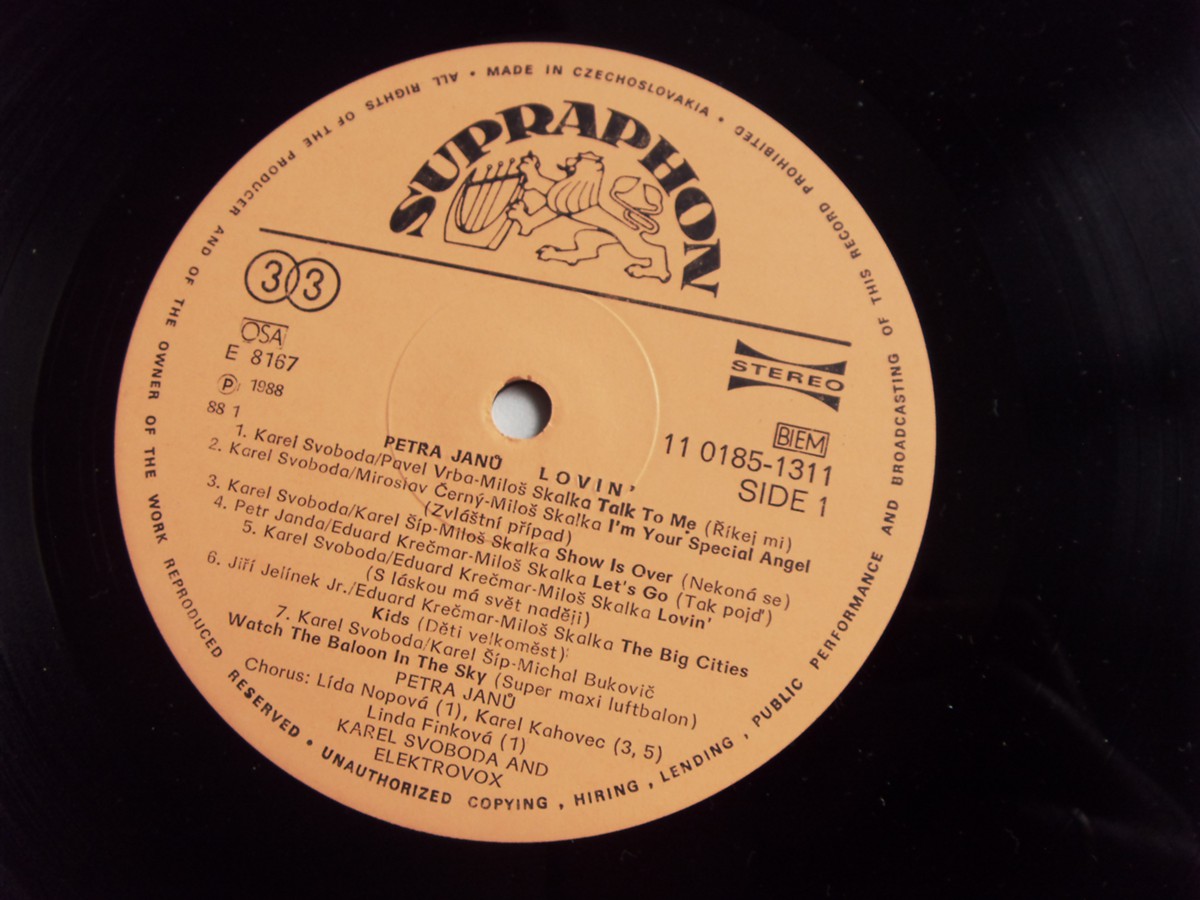 • MADE IN CZECHOSLOVAKIA •
SUPRAPHON
33
STEREO
OSA
E 8167
Ⓟ 1988
88 1
BIEM
11 0185-1311
SIDE 1
PETRA JANŮ LOVIN'
1. Karel Svoboda/Pavel Vrba-Miloš Skalka Talk To Me (Říkej mi)
2. Karel Svoboda/Miroslav Černý-Miloš Skalka I'm Your Special Angel
(Zvláštní případ)
3. Karel Svoboda/Karel Šíp-Miloš Skalka Show Is Over (Nekoná se)
4. Petr Janda/Eduard Krečmar-Miloš Skalka Let's Go (Tak pojď)
5. Karel Svoboda/Eduard Krečmar-Miloš Skalka Lovin'
(S láskou má svět naději)
6. Jiří Jelínek Jr./Eduard Krečmar-Miloš Skalka The Big Cities
Kids (Děti velkoměst)
7. Karel Svoboda/Karel Šíp-Michal Bukovič
Watch The Baloon In The Sky (Super maxi luftbalon)
PETRA JANŮ
Chorus: Lída Nopová (1), Karel Kahovec (3, 5)
Linda Finková (1)
KAREL SVOBODA AND
ELEKTROVOX
ALL RIGHTS OF THE PRODUCER AND OF THE OWNER OF THE WORK REPRODUCED RESERVED • UNAUTHORIZED COPYING , HIRING , LENDING , PUBLIC PERFORMANCE AND BROADCASTING OF THIS RECORD PROHIBITED